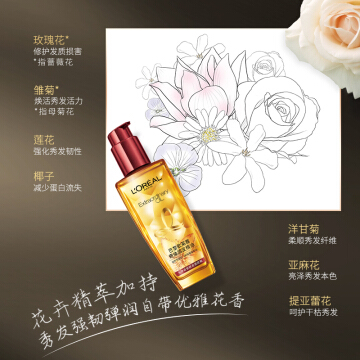 玫瑰花*
修护发质损害
*指蔷薇花
雏菊*
焕活秀发活力
*指母菊花
莲花
强化秀发韧性
椰子
减少蛋白流失
L'ORÉAL
洋甘菊
柔顺秀发纤维
亚麻花
亮泽秀发本色
提亚蕾花
呵护干枯秀发
花卉精萃加持
秀发强韧弹润自带优雅花香